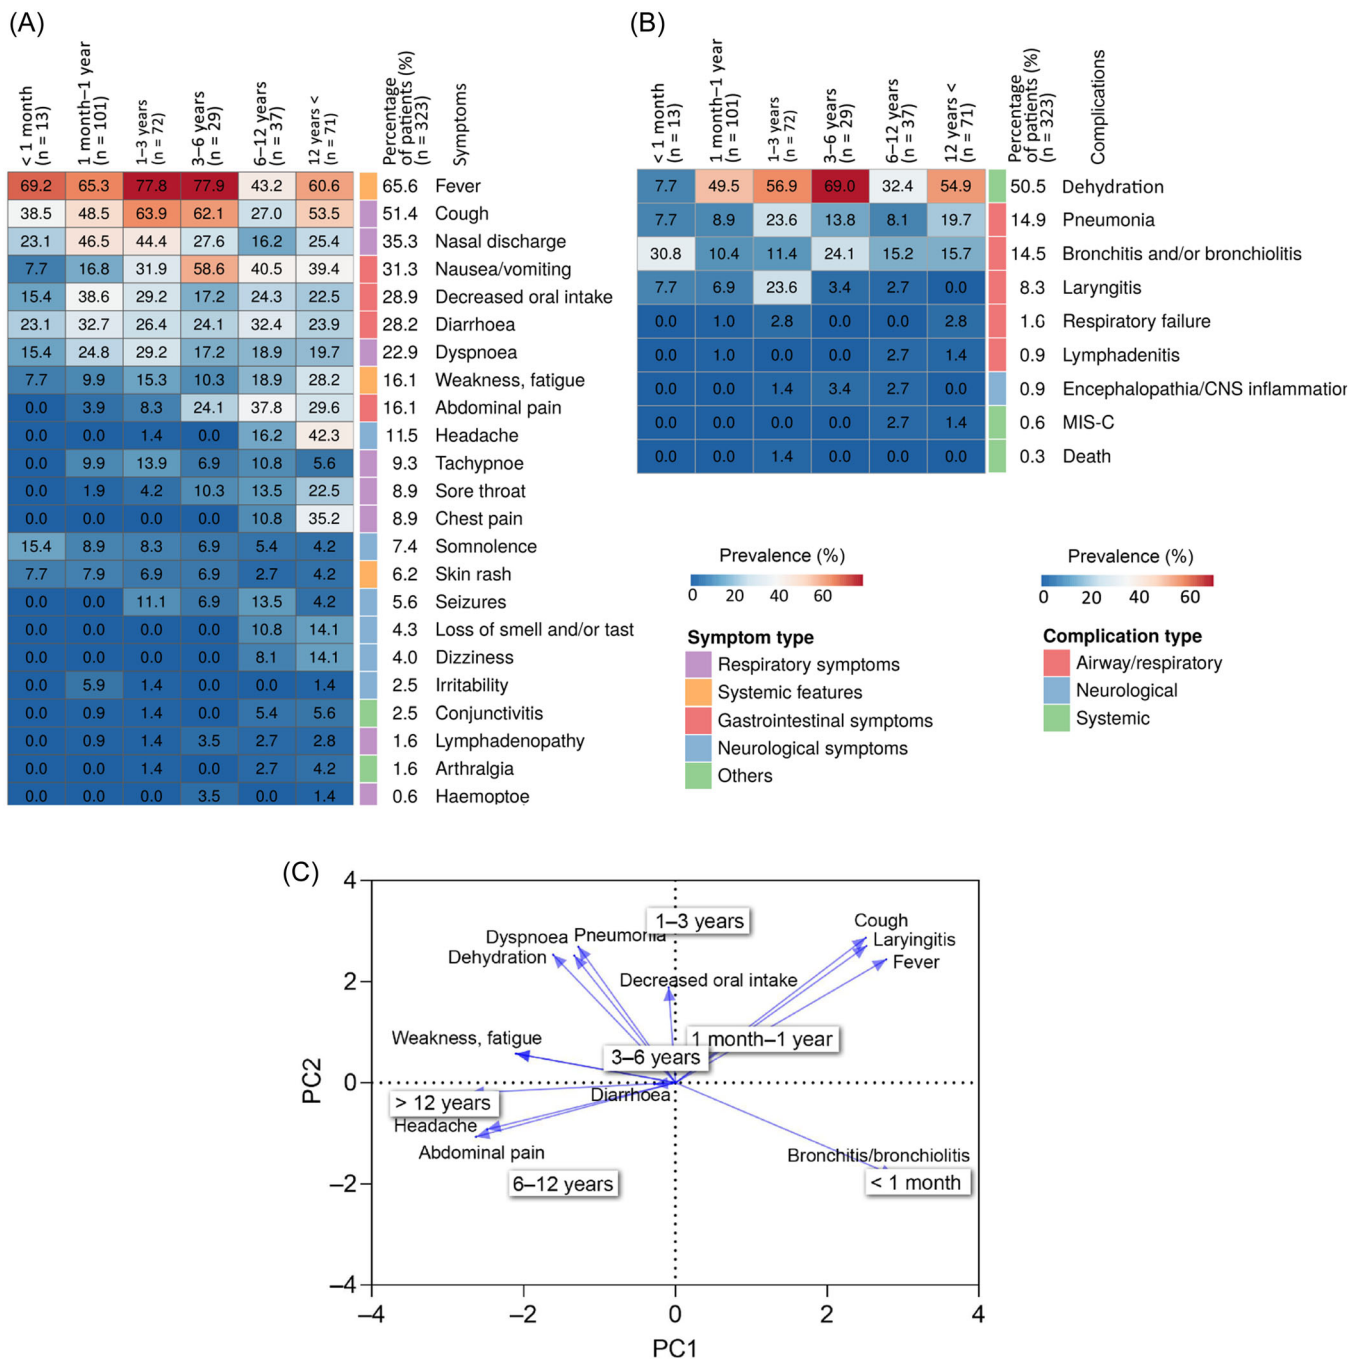 (A)
< 1 month
(n = 13)
1 month–1 year
(n = 101)
1–3 years
(n = 72)
3–6 years
(n = 29)
6–12 years
(n = 37)
12 years <
(n = 71)
Percentage
of patients (%)
(n = 323)
Symptoms
69.2 65.3 77.8 77.9 43.2 60.6 65.6 Fever
38.5 48.5 63.9 62.1 27.0 53.5 51.4 Cough
23.1 46.5 44.4 27.6 16.2 25.4 35.3 Nasal discharge
7.7 16.8 31.9 58.6 40.5 39.4 31.3 Nausea/vomiting
15.4 38.6 29.2 17.2 24.3 22.5 28.9 Decreased oral intake
23.1 32.7 26.4 24.1 32.4 23.9 28.2 Diarrhoea
15.4 24.8 29.2 17.2 18.9 19.7 22.9 Dyspnoea
7.7 9.9 15.3 10.3 18.9 28.2 16.1 Weakness, fatigue
0.0 3.9 8.3 24.1 37.8 29.6 16.1 Abdominal pain
0.0 0.0 1.4 0.0 16.2 42.3 11.5 Headache
0.0 9.9 13.9 6.9 10.8 5.6 9.3 Tachypnoe
0.0 1.9 4.2 10.3 13.5 22.5 8.9 Sore throat
0.0 0.0 0.0 0.0 10.8 35.2 8.9 Chest pain
15.4 8.9 8.3 6.9 5.4 4.2 7.4 Somnolence
7.7 7.9 6.9 6.9 2.7 4.2 6.2 Skin rash
0.0 0.0 11.1 6.9 13.5 4.2 5.6 Seizures
0.0 0.0 0.0 0.0 10.8 14.1 4.3 Loss of smell and/or tast
0.0 0.0 0.0 0.0 8.1 14.1 4.0 Dizziness
0.0 5.9 1.4 0.0 0.0 1.4 2.5 Irritability
0.0 0.9 1.4 0.0 5.4 5.6 2.5 Conjunctivitis
0.0 0.9 1.4 3.5 2.7 2.8 1.6 Lymphadenopathy
0.0 0.0 1.4 0.0 2.7 4.2 1.6 Arthralgia
0.0 0.0 0.0 3.5 0.0 1.4 0.6 Haemoptoe
(B)
< 1 month
(n = 13)
1 month–1 year
(n = 101)
1–3 years
(n = 72)
3–6 years
(n = 29)
6–12 years
(n = 37)
12 years <
(n = 71)
Percentage
of patients (%)
(n = 323)
Complications
7.7 49.5 56.9 69.0 32.4 54.9 50.5 Dehydration
7.7 8.9 23.6 13.8 8.1 19.7 14.9 Pneumonia
30.8 10.4 11.4 24.1 15.2 15.7 14.5 Bronchitis and/or bronchiolitis
7.7 6.9 23.6 3.4 2.7 0.0 8.3 Laryngitis
0.0 1.0 2.8 0.0 0.0 2.8 1.6 Respiratory failure
0.0 1.0 0.0 0.0 2.7 1.4 0.9 Lymphadenitis
0.0 0.0 1.4 3.4 2.7 0.0 0.9 Encephalopathia/CNS inflammation
0.0 0.0 0.0 0.0 2.7 1.4 0.6 MIS-C
0.0 0.0 1.4 0.0 0.0 0.0 0.3 Death
Prevalence (%)
0 20 40 60
Symptom type
Respiratory symptoms
Systemic features
Gastrointestinal symptoms
Neurological symptoms
Others
Prevalence (%)
0 20 40 60
Complication type
Airway/respiratory
Neurological
Systemic
(C)
4
2
0
−2
−4
PC2
1–3 years
Cough
Dyspnoea Pneumonia
Laryingitis
Dehydration
Fever
Decreased oral intake
Weakness, fatigue
1 month–1 year
3–6 years
Diarrhoea
> 12 years
Headache
Abdominal pain
Bronchitis/bronchiolitis
6–12 years
< 1 month
−4 −2 0 2 4
PC1